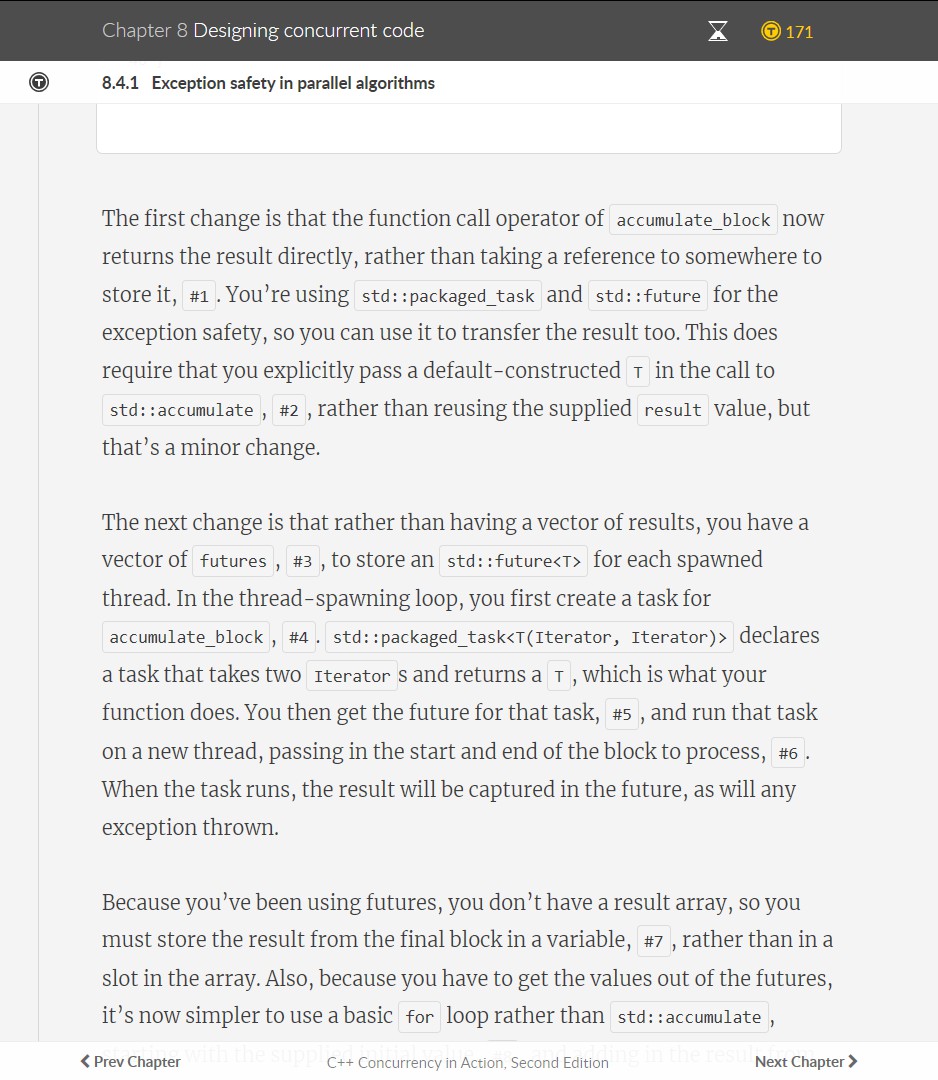 Chapter 8 Designing concurrent code
171
8.4.1 Exception safety in parallel algorithms
The first change is that the function call operator of accumulate_block now
returns the result directly, rather than taking a reference to somewhere to
store it, #1. You’re using std::packaged_task and std::future for the
exception safety, so you can use it to transfer the result too. This does
require that you explicitly pass a default-constructed T in the call to
std::accumulate, #2, rather than reusing the supplied result value, but
that’s a minor change.
The next change is that rather than having a vector of results, you have a
vector of futures, #3, to store an std::future<T> for each spawned
thread. In the thread-spawning loop, you first create a task for
accumulate_block, #4. std::packaged_task<T(Iterator, Iterator)> declares
a task that takes two Iterators and returns a T, which is what your
function does. You then get the future for that task, #5, and run that task
on a new thread, passing in the start and end of the block to process, #6.
When the task runs, the result will be captured in the future, as will any
exception thrown.
Because you’ve been using futures, you don’t have a result array, so you
must store the result from the final block in a variable, #7, rather than in a
slot in the array. Also, because you have to get the values out of the futures,
it’s now simpler to use a basic for loop rather than std::accumulate,
starting with the supplied initial value, and adding in the result
Prev Chapter C++ Concurrency in Action, Second Edition Next Chapter